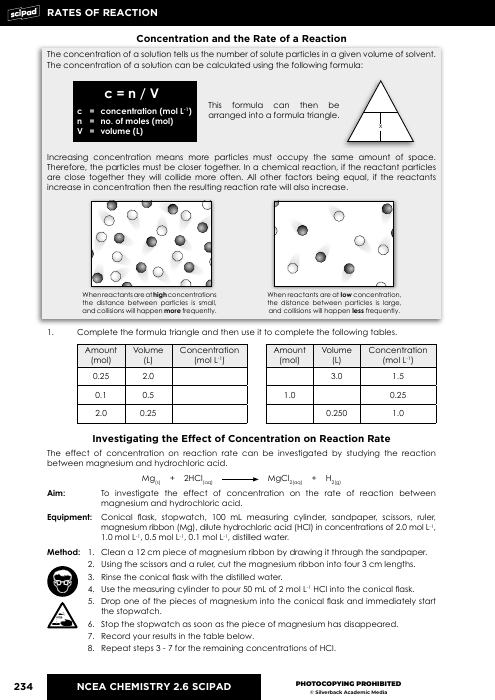 scipad
RATES OF REACTION
Concentration and the Rate of a Reaction
The concentration of a solution tells us the number of solute particles in a given volume of solvent.
The concentration of a solution can be calculated using the following formula:
c = n / V
c = concentration (mol L⁻¹)
n = no. of moles (mol)
V = volume (L)
This formula can then be
arranged into a formula triangle.
x
Increasing concentration means more particles must occupy the same amount of space.
Therefore, the particles must be closer together. In a chemical reaction, if the reactant particles
are close together they will collide more often. All other factors being equal, if the reactants
increase in concentration then the resulting reaction rate will also increase.
When reactants are at high concentrations
the distance between particles is small,
and collisions will happen more frequently.
When reactants are at low concentration,
the distance between particles is large,
and collisions will happen less frequently.
1. Complete the formula triangle and then use it to complete the following tables.
Amount (mol) Volume (L) Concentration (mol L⁻¹)
0.25 2.0
0.1 0.5
2.0 0.25
Amount (mol) Volume (L) Concentration (mol L⁻¹)
3.0 1.5
1.0 0.25
0.250 1.0
Investigating the Effect of Concentration on Reaction Rate
The effect of concentration on reaction rate can be investigated by studying the reaction
between magnesium and hydrochloric acid.
Mg(s) + 2HCl(aq) → MgCl2(aq) + H2(g)
Aim: To investigate the effect of concentration on the rate of reaction between
magnesium and hydrochloric acid.
Equipment: Conical flask, stopwatch, 100 mL measuring cylinder, sandpaper, scissors, ruler,
magnesium ribbon (Mg), dilute hydrochloric acid (HCl) in concentrations of 2.0 mol L⁻¹,
1.0 mol L⁻¹, 0.5 mol L⁻¹, 0.1 mol L⁻¹, distilled water.
Method: 1. Clean a 12 cm piece of magnesium ribbon by drawing it through the sandpaper.
2. Using the scissors and a ruler, cut the magnesium ribbon into four 3 cm lengths.
3. Rinse the conical flask with the distilled water.
4. Use the measuring cylinder to pour 50 mL of 2 mol L⁻¹ HCl into the conical flask.
5. Drop one of the pieces of magnesium into the conical flask and immediately start
the stopwatch.
6. Stop the stopwatch as soon as the piece of magnesium has disappeared.
7. Record your results in the table below.
8. Repeat steps 3 - 7 for the remaining concentrations of HCl.
234 NCEA CHEMISTRY 2.6 SCIPAD
PHOTOCOPYING PROHIBITED
© Silverback Academic Media